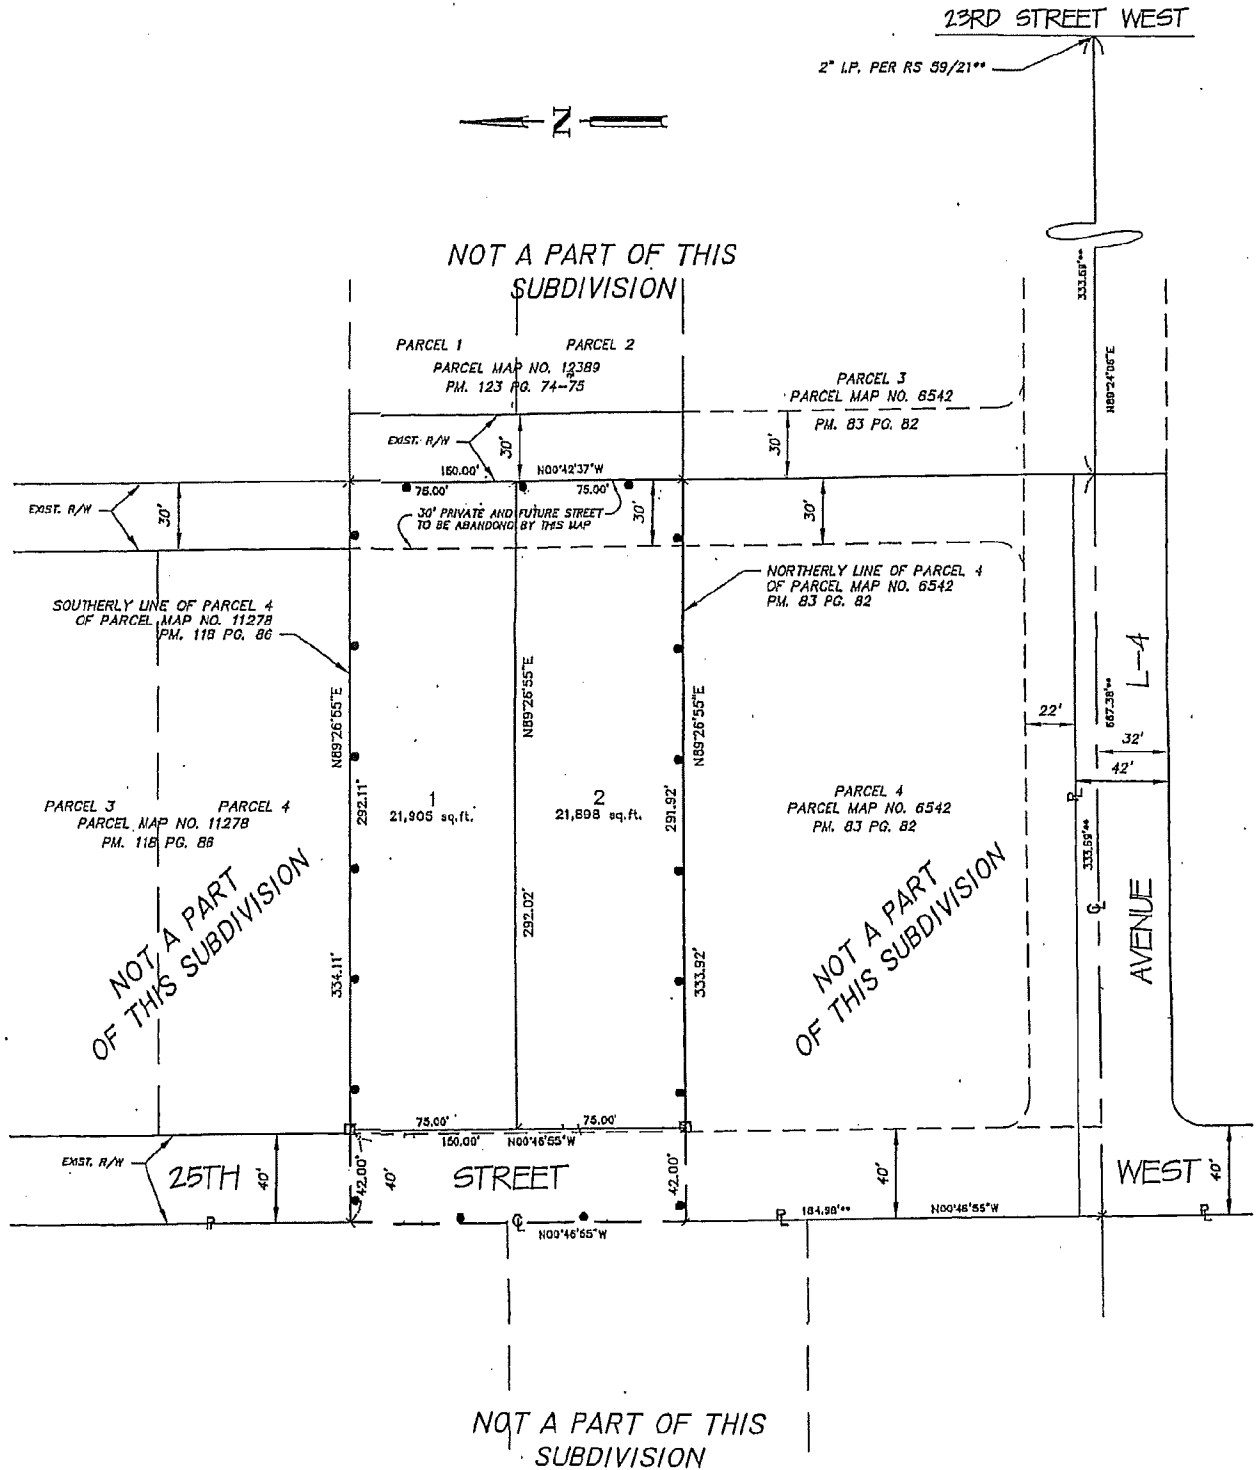 23RD STREET WEST
2" I.P. PER RS 59/21**
N
NOT A PART OF THIS
SUBDIVISION
333.69'**
N89°24'06"E
PARCEL 1
PARCEL 2
PARCEL MAP NO. 12389
PM. 123 PG. 74-75
PARCEL 3
PARCEL MAP NO. 6542
PM. 83 PG. 82
EXIST. R/W
30'
30'
150.00'
N00°42'37"W
75.00'
75.00'
EXIST. R/W
30'
30' PRIVATE AND FUTURE STREET
TO BE ABANDOND BY THIS MAP
30'
30'
NORTHERLY LINE OF PARCEL 4
OF PARCEL MAP NO. 6542
PM. 83 PG. 82
SOUTHERLY LINE OF PARCEL 4
OF PARCEL MAP NO. 11278
PM. 118 PG. 86
N89°26'55"E
N89°26'55"E
N89°26'55"E
L-4
22'
667.38'**
32'
42'
PARCEL 3
PARCEL 4
PARCEL MAP NO. 11278
PM. 118 PG. 86
292.11'
1
21,905 sq.ft.
2
21,898 sq.ft.
291.92'
PARCEL 4
PARCEL MAP NO. 6542
PM. 83 PG. 82
PL
333.69'**
NOT A PART
OF THIS SUBDIVISION
292.02'
NOT A PART
OF THIS SUBDIVISION
CL
AVENUE
334.11'
333.92'
75.00'
75.00'
150.00'
N00°46'55"W
EXIST. R/W
25TH
40'
42.00'
40'
STREET
42.00'
40'
WEST
40'
PL
CL
N00°46'55"W
PL
184.98'**
N00°46'55"W
PL
NOT A PART OF THIS
SUBDIVISION